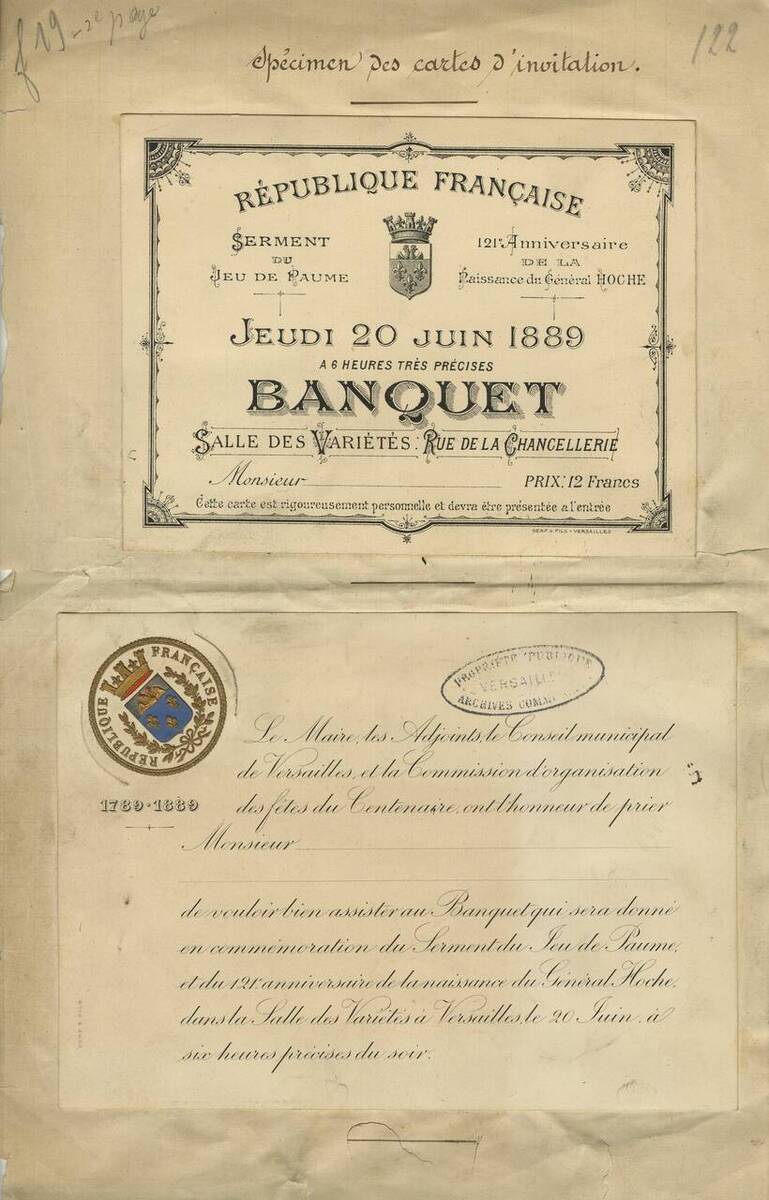 f 19 - 2e page
122
Spécimen des cartes d'invitation.
RÉPUBLIQUE FRANÇAISE
SERMENT
DU
JEU DE PAUME
121e Anniversaire
DE LA
Naissance du Général HOCHE
JEUDI 20 JUIN 1889
A 6 HEURES TRÈS PRÉCISES
BANQUET
SALLE DES VARIÉTÉS: RUE DE LA CHANCELLERIE
Monsieur
PRIX: 12 Francs
Cette carte est rigoureusement personnelle et devra être présentée a l'entrée
CERF & FILS - VERSAILLES
RÉPUBLIQUE FRANÇAISE
1789-1889
PROPRIÉTÉ PUBLIQUE
VERSAILLES
ARCHIVES
Le Maire, les Adjoints, le Conseil municipal
de Versailles, et la Commission d'organisation
des fêtes du Centenaire, ont l'honneur de prier
Monsieur
de vouloir bien assister au Banquet qui sera donné
en commémoration du Serment du Jeu de Paume,
et du 121e anniversaire de la naissance du Général Hoche,
dans la Salle des Variétés à Versailles, le 20 Juin, à
six heures précises du soir.